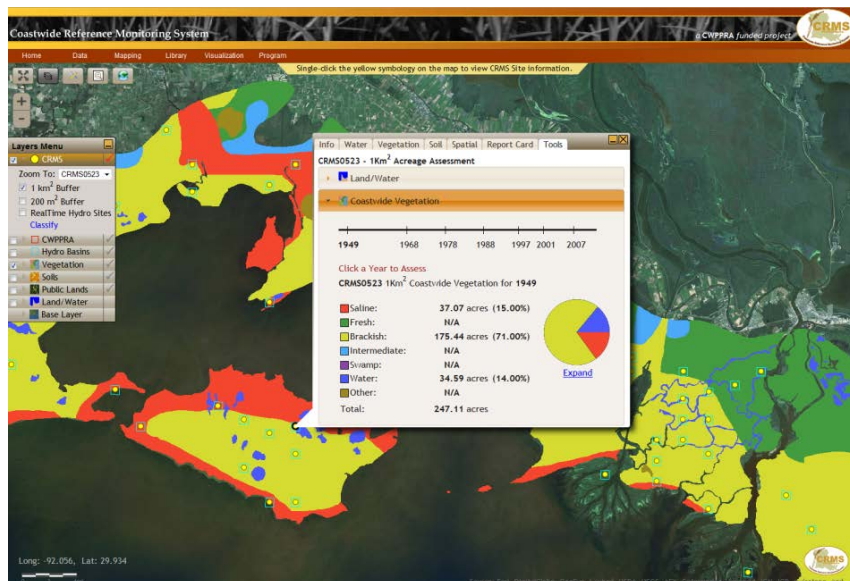 Coastwide Reference Monitoring System
a CWPPRA funded project
CRMS
Home Data Mapping Library Visualization Program
Single-click the yellow symbology on the map to view CRMS Site information.
+
-
Layers Menu
CRMS
Zoom To: CRMS0523
1 km² Buffer
200 m² Buffer
RealTime Hydro Sites
Classify
CWPPRA
Hydro Basins
Vegetation
Soils
Public Lands
Land/Water
Base Layer
Info Water Vegetation Soil Spatial Report Card Tools
CRMS0523 - 1Km² Acreage Assessment
Land/Water
Coastwide Vegetation
1949 1968 1978 1988 1997 2001 2007
Click a Year to Assess
CRMS0523 1Km² Coastwide Vegetation for 1949
Saline: 37.07 acres (15.00%)
Fresh: N/A
Brackish: 175.44 acres (71.00%)
Intermediate: N/A
Swamp: N/A
Water: 34.59 acres (14.00%)
Other: N/A
Total: 247.11 acres
Expand
Long: -92.056, Lat: 29.934
CRMS